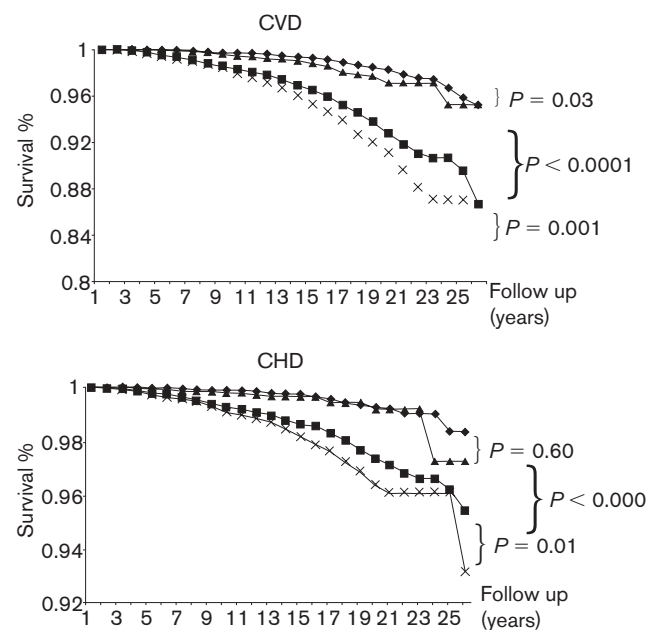 CVD
1
0.96
0.92
0.88
0.84
0.8
Survival %
P = 0.03
P < 0.0001
P = 0.001
1 3 5 7 9 11 13 15 17 19 21 23 25
Follow up
(years)
CHD
1
0.98
0.96
0.94
0.92
Survival %
P = 0.60
P < 0.000
P = 0.01
1 3 5 7 9 11 13 15 17 19 21 23 25
Follow up
(years)